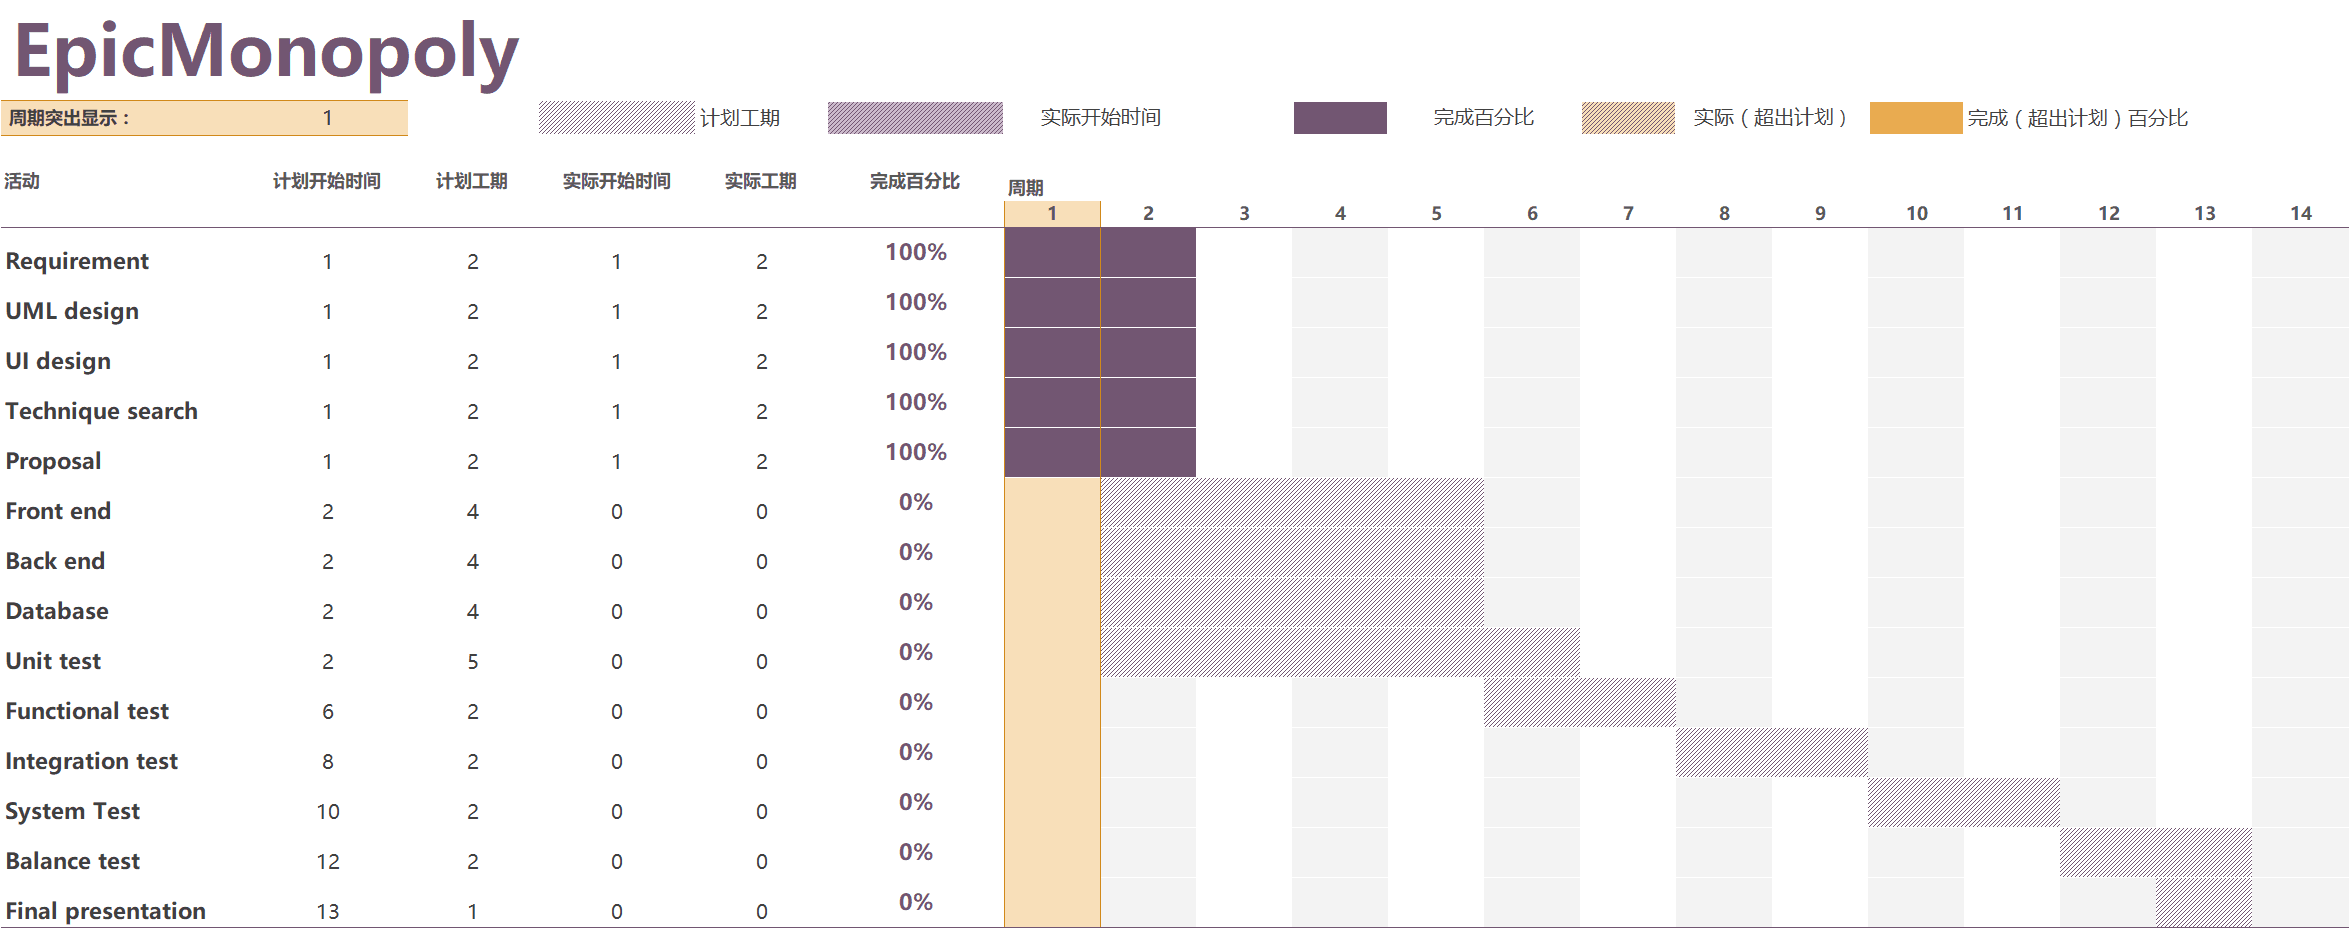 EpicMonopoly
周期突出显示： 1 计划工期 实际开始时间 完成百分比 实际（超出计划） 完成（超出计划）百分比
活动 计划开始时间 计划工期 实际开始时间 实际工期 完成百分比 周期
1 2 3 4 5 6 7 8 9 10 11 12 13 14
Requirement 1 2 1 2 100%
UML design 1 2 1 2 100%
UI design 1 2 1 2 100%
Technique search 1 2 1 2 100%
Proposal 1 2 1 2 100%
Front end 2 4 0 0 0%
Back end 2 4 0 0 0%
Database 2 4 0 0 0%
Unit test 2 5 0 0 0%
Functional test 6 2 0 0 0%
Integration test 8 2 0 0 0%
System Test 10 2 0 0 0%
Balance test 12 2 0 0 0%
Final presentation 13 1 0 0 0%